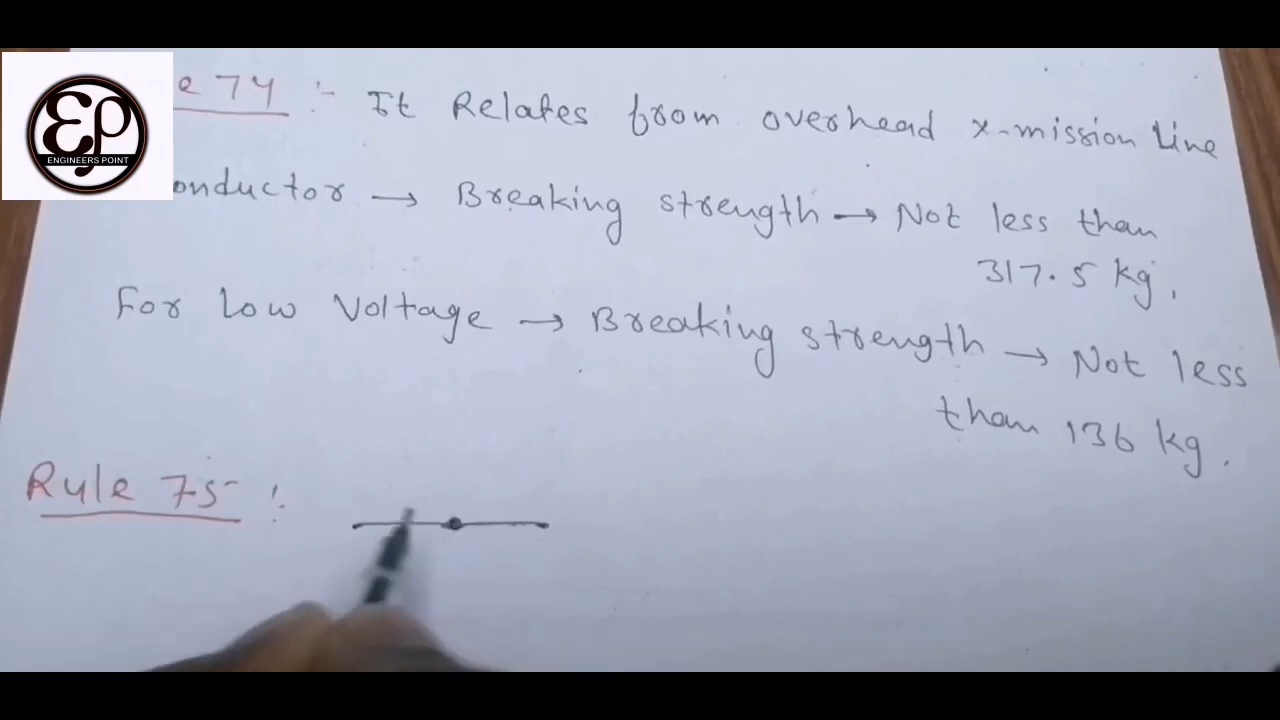 e 74 :- It Relates from overhead x-mission Line
onductor → Breaking strength → Not less than
317.5 kg.
For Low Voltage → Breaking strength → Not less
than 136 kg.
Rule 75 :
EP
ENGINEERS POINT